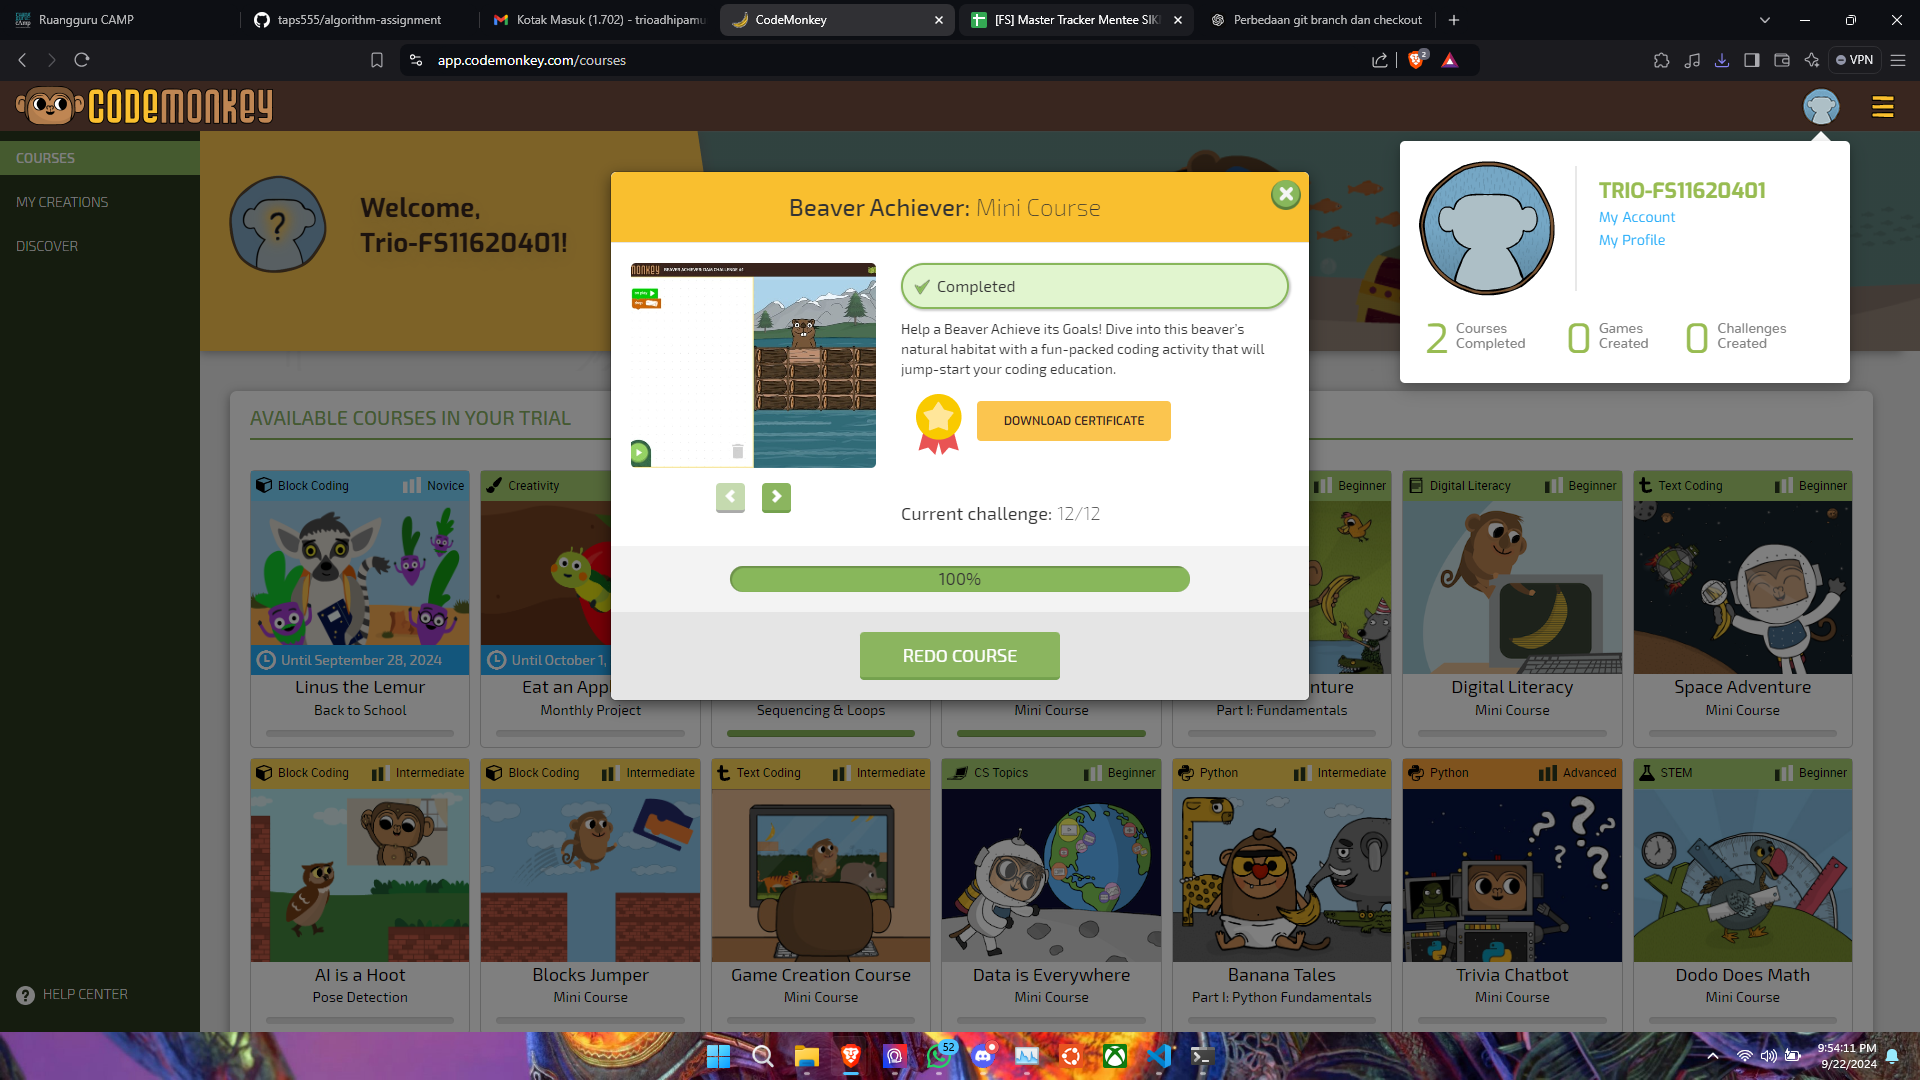 Ruangguru CAMP
taps555/algorithm-assignment
Kotak Masuk (1.702) - trioadhipamu
CodeMonkey
[FS] Master Tracker Mentee SIKI
Perbedaan git branch dan checkout
app.codemonkey.com/courses
2
VPN
CODEMONKEY
COURSES
MY CREATIONS
DISCOVER
HELP CENTER
?
Welcome,
Trio-FS11620401!
TRIO-FS11620401
My Account
My Profile
2 Courses Completed
0 Games Created
0 Challenges Created
Beaver Achiever: Mini Course
Completed
Help a Beaver Achieve its Goals! Dive into this beaver's
natural habitat with a fun-packed coding activity that will
jump-start your coding education.
DOWNLOAD CERTIFICATE
Current challenge: 12/12
100%
REDO COURSE
AVAILABLE COURSES IN YOUR TRIAL
Block Coding Novice
Until September 28, 2024
Linus the Lemur
Back to School
Creativity
Until October 1,
Eat an Appl
Monthly Project
Sequencing & Loops
Mini Course
Beginner
nture
Part I: Fundamentals
Digital Literacy Beginner
Digital Literacy
Mini Course
Text Coding Beginner
Space Adventure
Mini Course
Block Coding Intermediate
AI is a Hoot
Pose Detection
Block Coding Intermediate
Blocks Jumper
Mini Course
Text Coding Intermediate
Game Creation Course
Mini Course
CS Topics Beginner
Data is Everywhere
Mini Course
Python Intermediate
Banana Tales
Part I: Python Fundamentals
Python Advanced
Trivia Chatbot
Mini Course
STEM Beginner
Dodo Does Math
Mini Course
52
9:54:11 PM
9/22/2024